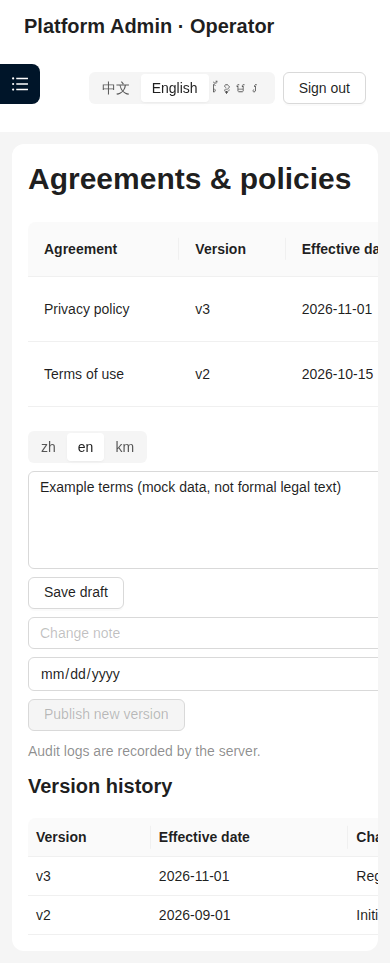 Platform Admin · Operator
中文 English ខ្មែរ Sign out
Agreements & policies
Agreement Version Effective da
Privacy policy v3 2026-11-01
Terms of use v2 2026-10-15
zh en km
Example terms (mock data, not formal legal text)
Save draft
Change note
mm/dd/yyyy
Publish new version
Audit logs are recorded by the server.
Version history
Version Effective date Cha
v3 2026-11-01 Reg
v2 2026-09-01 Initi